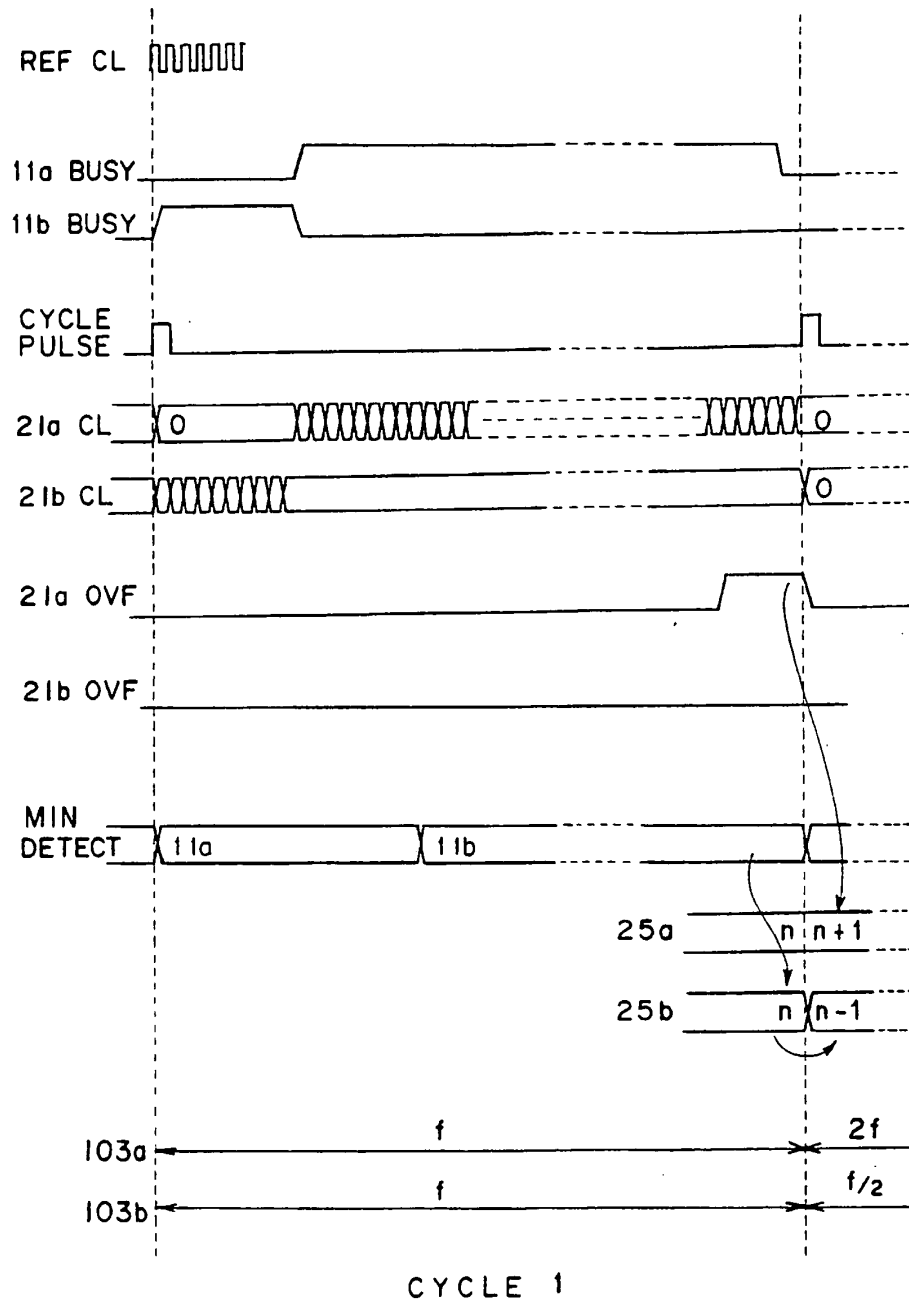 REF CL
11a BUSY
11b BUSY
CYCLE
PULSE
21a CL 0 0
21b CL 0
21a OVF
21b OVF
MIN
DETECT 11a 11b
25a n n+1
25b n n-1
103a f 2f
103b f f/2
CYCLE 1